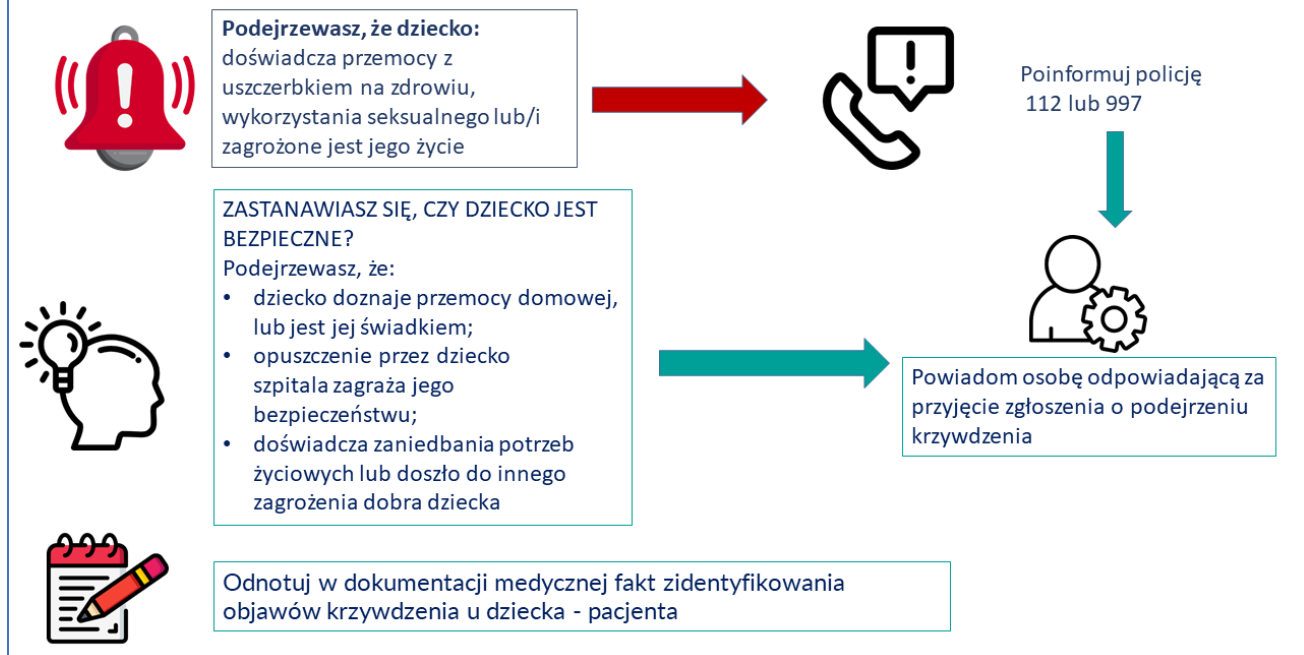 Podejrzewasz, że dziecko:
doświadcza przemocy z
uszczerbkiem na zdrowiu,
wykorzystania seksualnego lub/i
zagrożone jest jego życie
Poinformuj policję
112 lub 997
ZASTANAWIASZ SIĘ, CZY DZIECKO JEST
BEZPIECZNE?
Podejrzewasz, że:
• dziecko doznaje przemocy domowej,
lub jest jej świadkiem;
• opuszczenie przez dziecko
szpitala zagraża jego
bezpieczeństwu;
• doświadcza zaniedbania potrzeb
życiowych lub doszło do innego
zagrożenia dobra dziecka
Powiadom osobę odpowiadającą za
przyjęcie zgłoszenia o podejrzeniu
krzywdzenia
Odnotuj w dokumentacji medycznej fakt zidentyfikowania
objawów krzywdzenia u dziecka - pacjenta